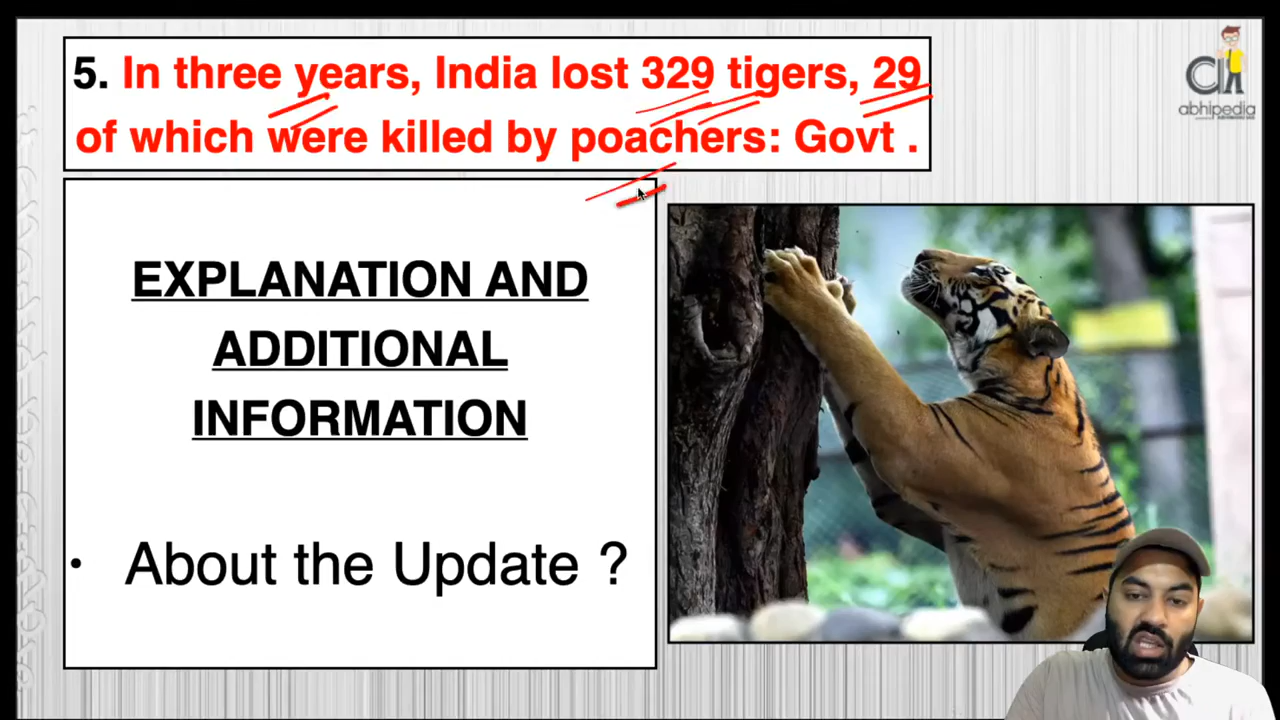 5. In three years, India lost 329 tigers, 29
of which were killed by poachers: Govt .
abhipedia
EXPLANATION AND
ADDITIONAL
INFORMATION
• About the Update ?